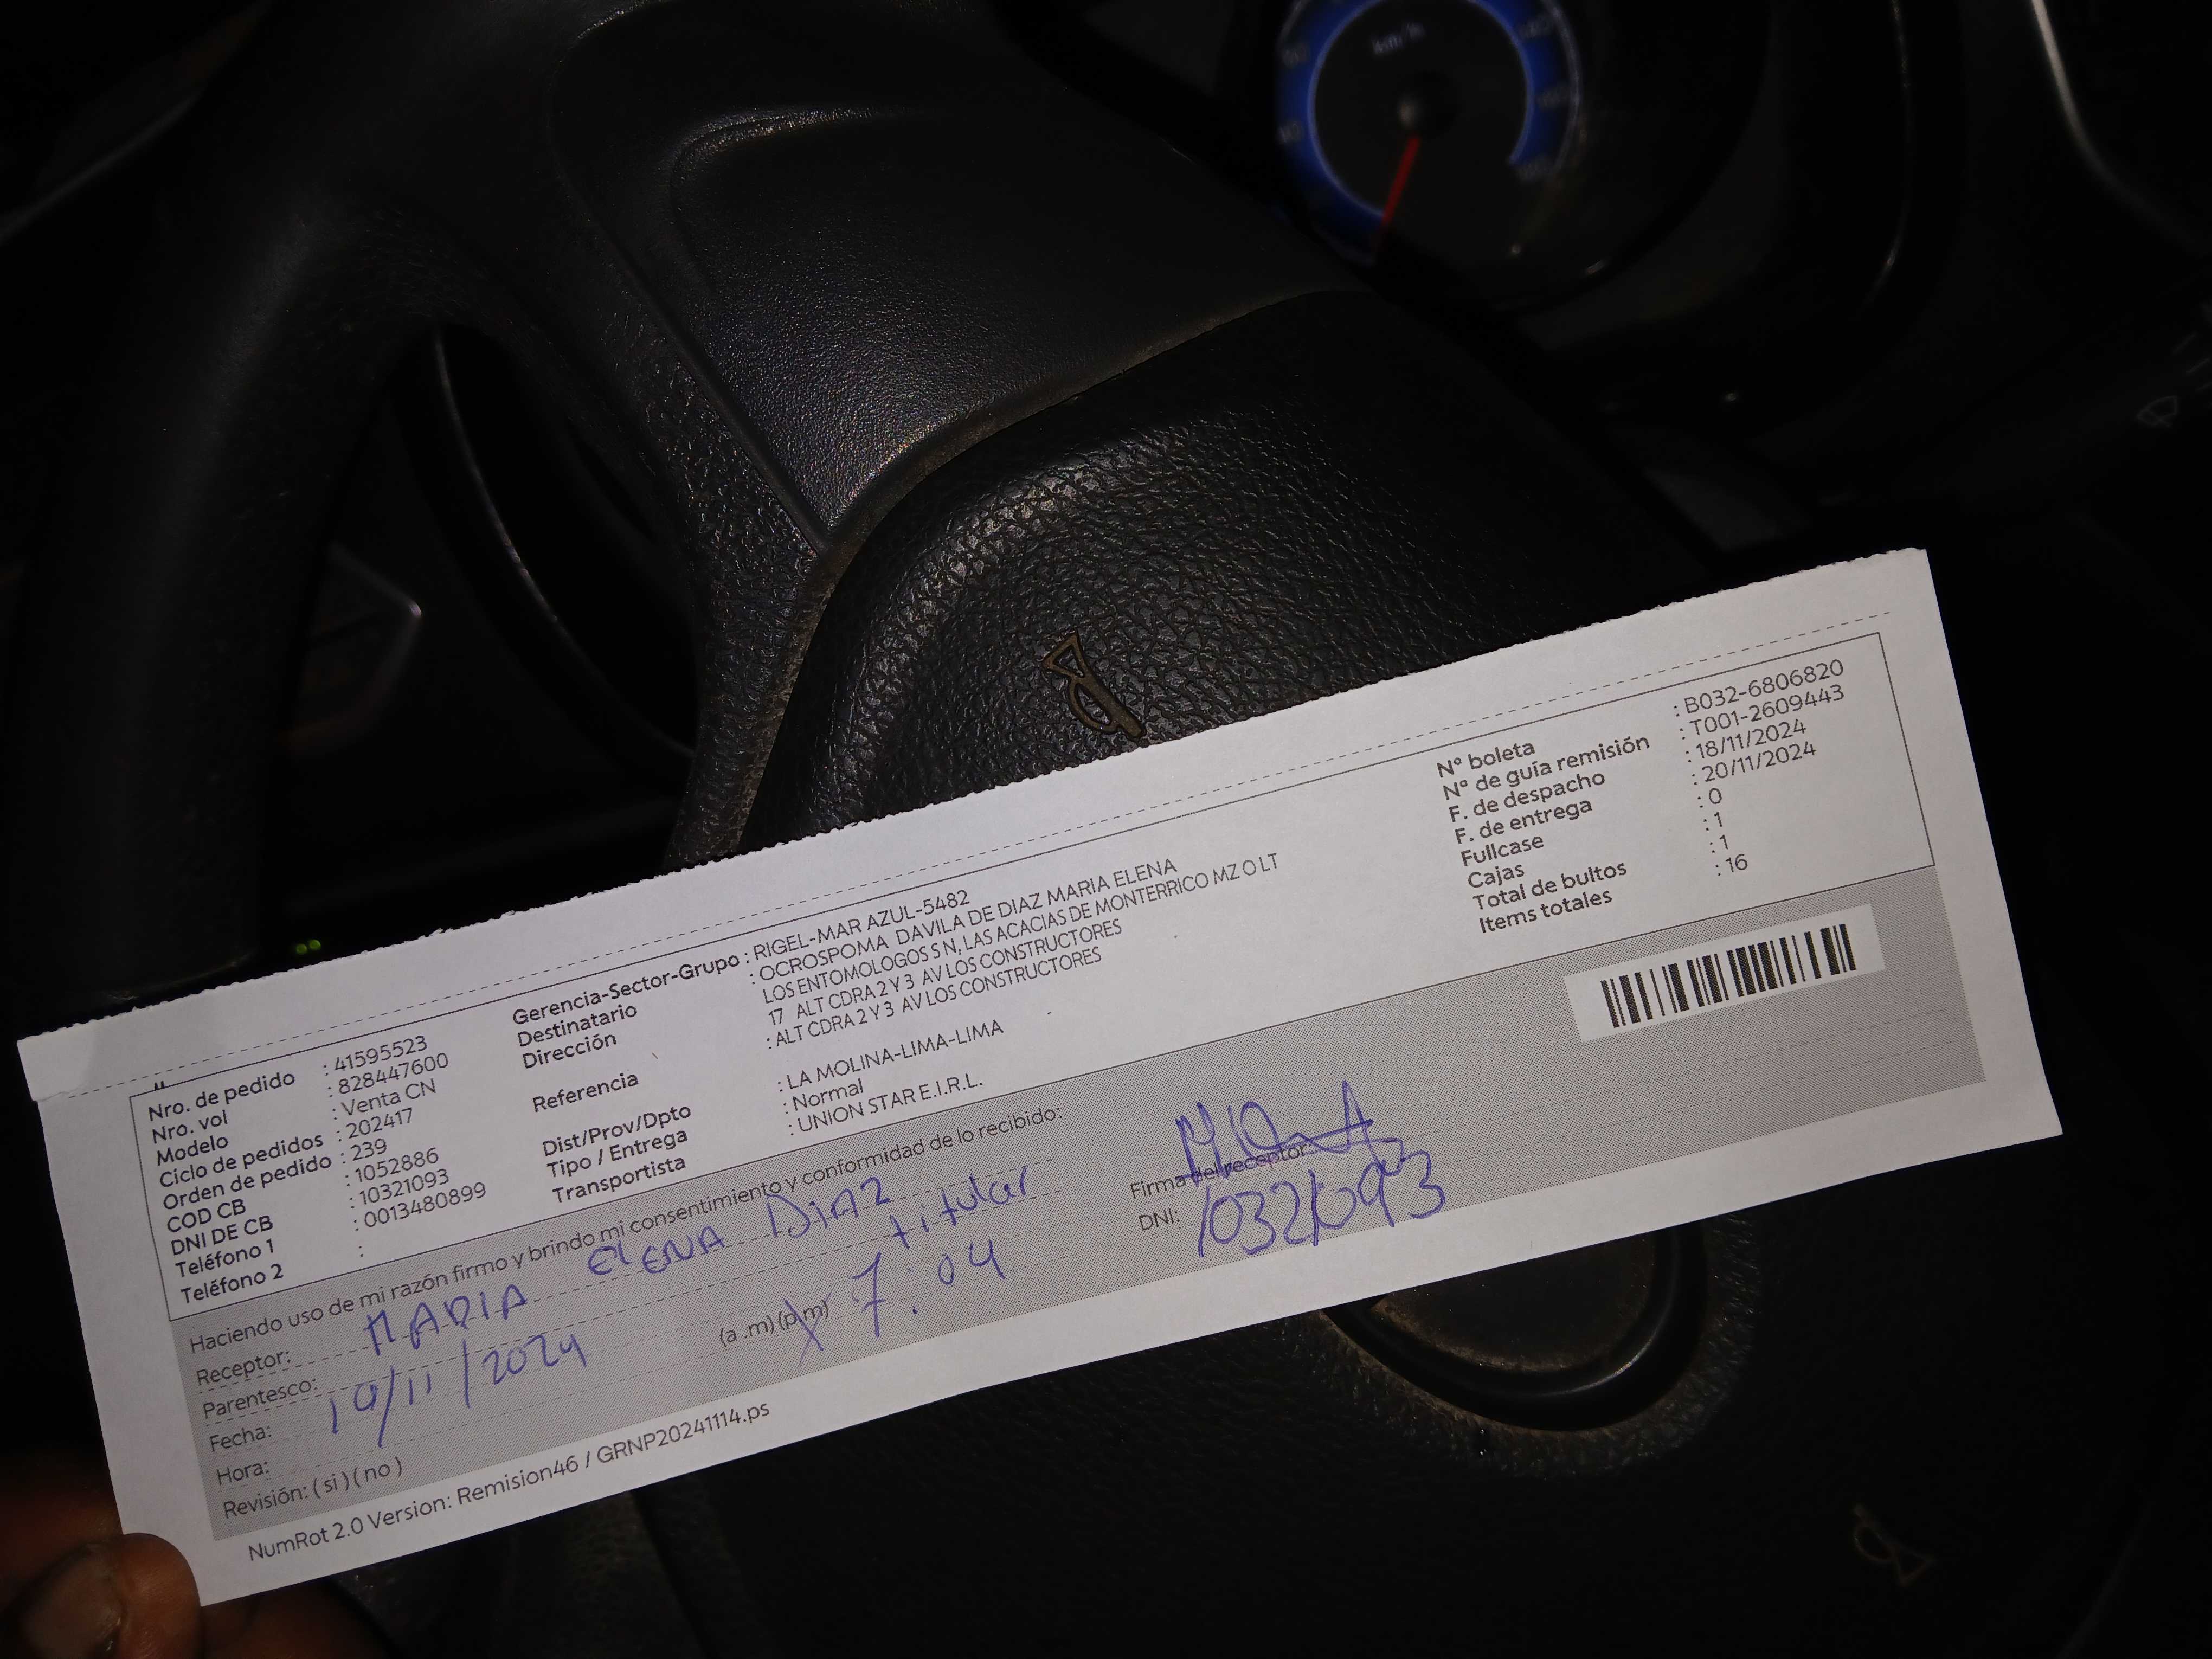 Nro. de pedido : 41595523
Nro. vol : 828447600
Modelo : Venta CN
Ciclo de pedidos : 202417
Orden de pedido : 239
COD CB : 1052886
DNI DE CB : 10321093
Teléfono 1 : 0013480899
Teléfono 2 :
Gerencia-Sector-Grupo : RIGEL-MAR AZUL-5482
Destinatario : OCROSPOMA DAVILA DE DIAZ MARIA ELENA
Dirección LOS ENTOMOLOGOS S N, LAS ACACIAS DE MONTERRICO MZ O LT
17 ALT CDRA 2 Y 3 AV LOS CONSTRUCTORES
Referencia : ALT CDRA 2 Y 3 AV LOS CONSTRUCTORES
Dist/Prov/Dpto : LA MOLINA-LIMA-LIMA
Tipo / Entrega : Normal
Transportista : UNION STAR E.I.R.L.
N° boleta : B032-6806820
N° de guía remisión : T001-2609443
F. de despacho : 18/11/2024
F. de entrega : 20/11/2024
Fullcase : 0
Cajas : 1
Total de bultos : 1
Items totales : 16
Haciendo uso de mi razón firmo y brindo mi consentimiento y conformidad de lo recibido:
Receptor: MARIA ELENA DIAZ
Parentesco: titular
Fecha: 19/11/2024
Hora: (a .m) (p.m) 7:04
Revisión: ( si ) ( no )
Firma del receptor:
DNI: 10321093
NumRot 2.0 Version: Remision46 / GRNP20241114.ps
km/h